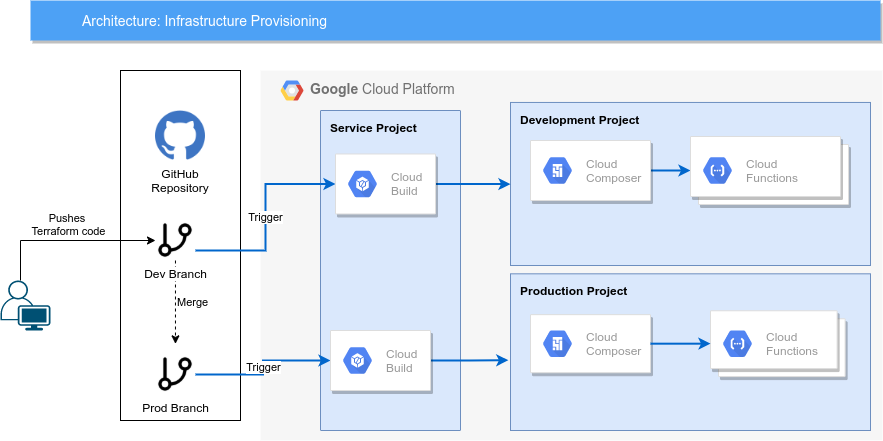 Architecture: Infrastructure Provisioning
Google Cloud Platform
GitHub
Repository
Pushes
Terraform code
Dev Branch
Merge
Prod Branch
Trigger
Trigger
Service Project
Cloud
Build
Cloud
Build
Development Project
Cloud
Composer
Cloud
Functions
Production Project
Cloud
Composer
Cloud
Functions